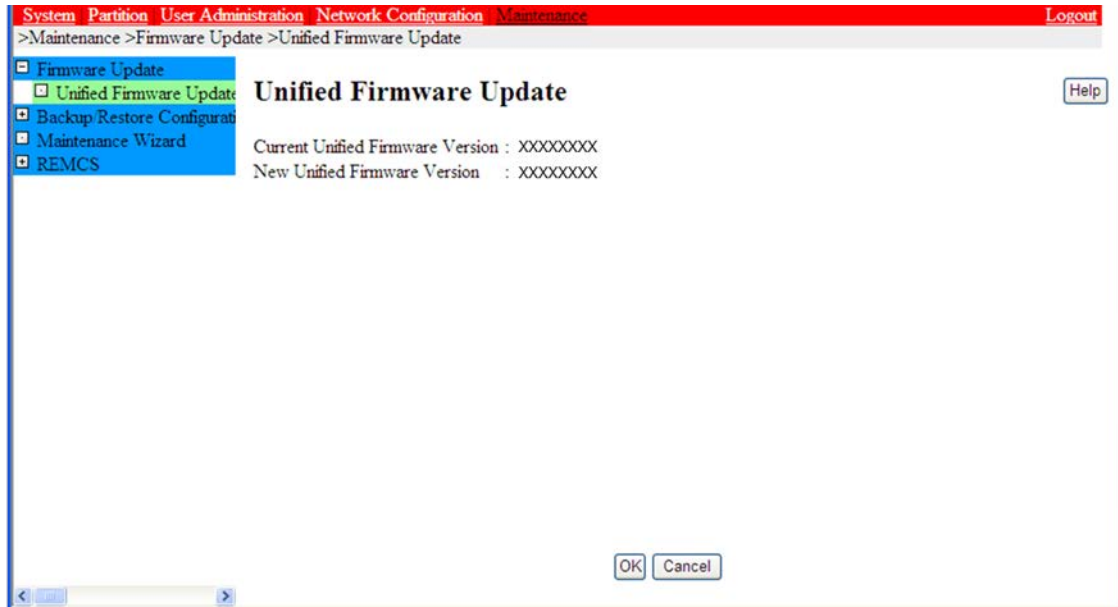 System Partition User Administration Network Configuration Maintenance Logout
>Maintenance >Firmware Update >Unified Firmware Update
Firmware Update
Unified Firmware Update
Backup/Restore Configurati
Maintenance Wizard
REMCS
Unified Firmware Update
Help
Current Unified Firmware Version : XXXXXXXX
New Unified Firmware Version : XXXXXXXX
OK Cancel